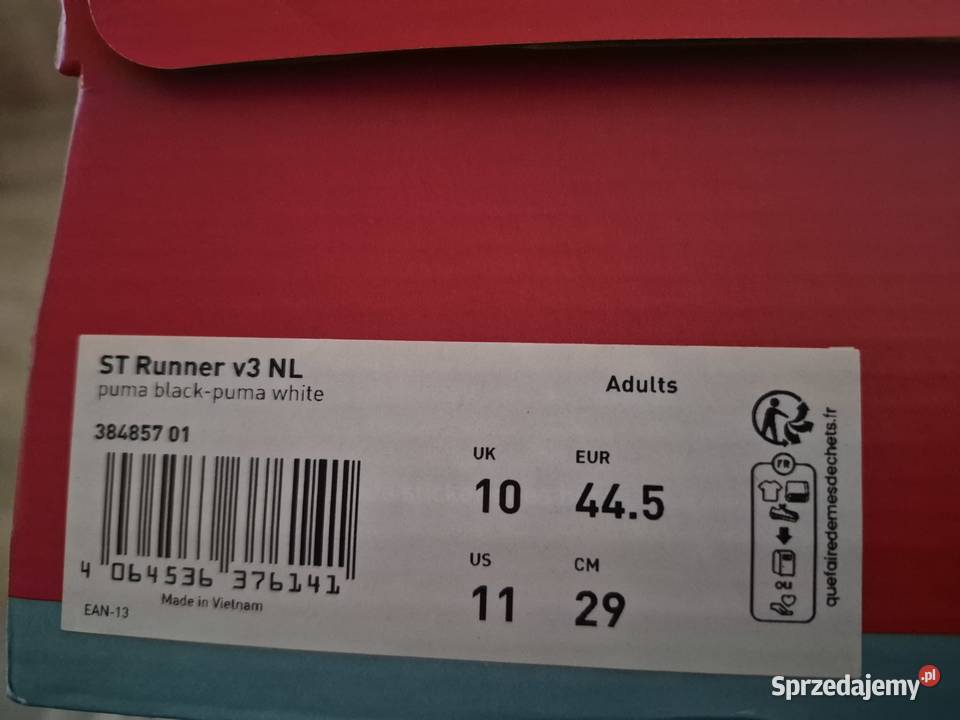 ST Runner v3 NL
puma black-puma white
Adults
384857 01
UK
EUR
10
44.5
US
CM
11
29
4 064536 376141
EAN-13
Made in Vietnam
FR
OU
quefairedemesdechets.fr
Sprzedajemy.pl